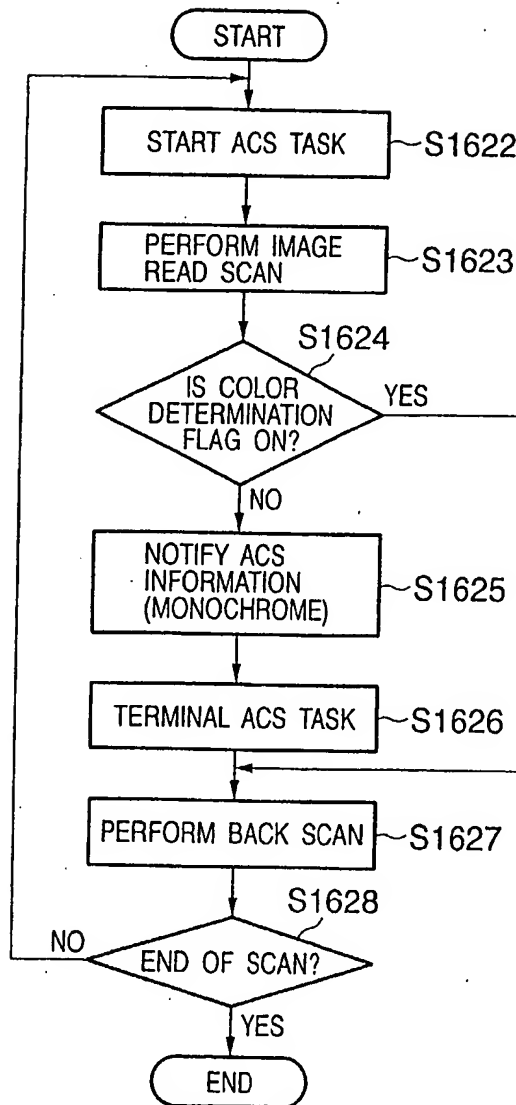 START
START ACS TASK
S1622
PERFORM IMAGE
READ SCAN
S1623
S1624
IS COLOR
DETERMINATION
FLAG ON?
YES
NO
NOTIFY ACS
INFORMATION
(MONOCHROME)
S1625
TERMINAL ACS TASK
S1626
PERFORM BACK SCAN
S1627
S1628
NO
END OF SCAN?
YES
END